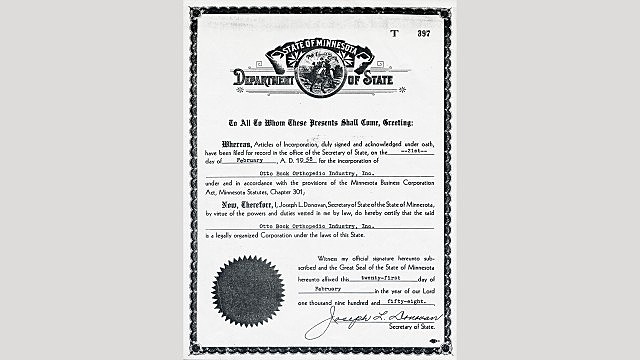 T 397
STATE OF MINNESOTA
DEPARTMENT OF STATE
To All To Whom These Presents Shall Come, Greeting:
Whereas, Articles of Incorporation, duly signed and acknowledged under oath,
have been filed for record in the office of the Secretary of State, on the --21st--
day of February, A. D. 1958 for the incorporation of
Otto Bock Orthopedic Industry, Inc.
under and in accordance with the provisions of the Minnesota Business Corporation
Act, Minnesota Statutes, Chapter 301;
Now, Therefore, I, Joseph L. Donovan, Secretary of State of the State of Minnesota,
by virtue of the powers and duties vested in me by law, do hereby certify that the said
Otto Bock Orthopedic Industry, Inc.
is a legally organized Corporation under the laws of this State.
Witness my official signature hereunto sub-
scribed and the Great Seal of the State of Minnesota
hereunto affixed this twenty-first day of
February in the year of our Lord
one thousand nine hundred and fifty-eight.
Joseph L. Donovan
Secretary of State.